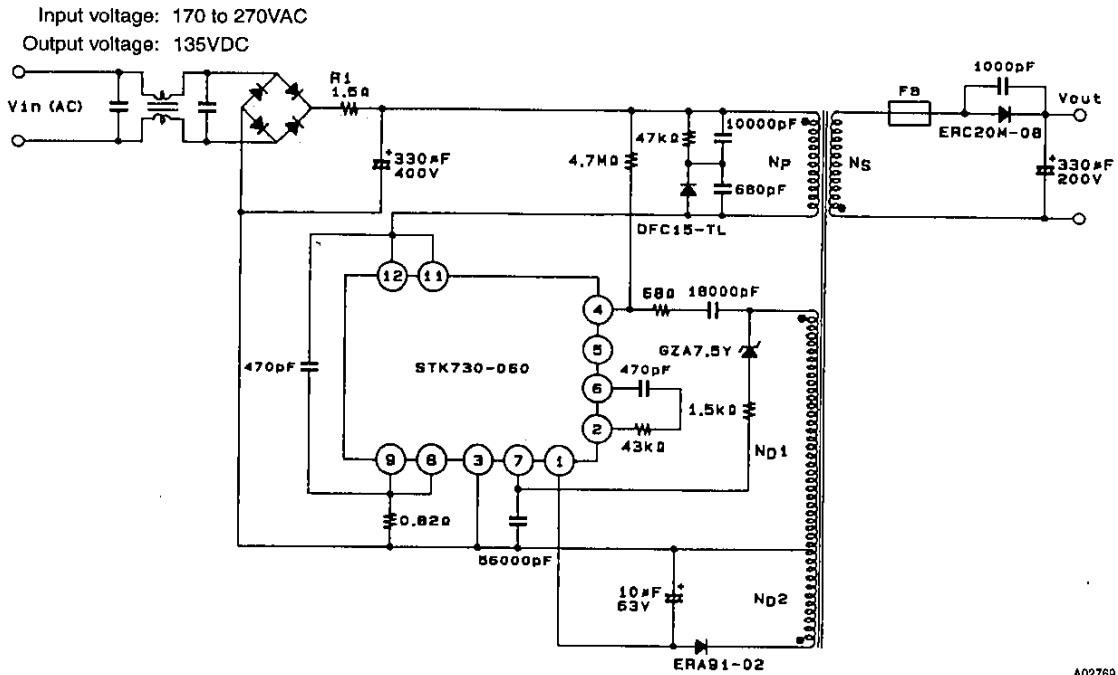 Input voltage: 170 to 270VAC
Output voltage: 135VDC
Vin (AC)
R1
1.5Ω
330µF
400V
4.7MΩ
47kΩ
10000pF
680pF
DFC15-TL
NP
NS
FB
1000pF
ERC20M-08
Vout
330µF
200V
12
11
4
5
6
2
9
8
3
7
1
STK730-060
470pF
68Ω
18000pF
GZA7.5Y
470pF
43kΩ
1.5kΩ
ND1
0.82Ω
56000pF
10µF
63V
ND2
ERA91-02
A02769